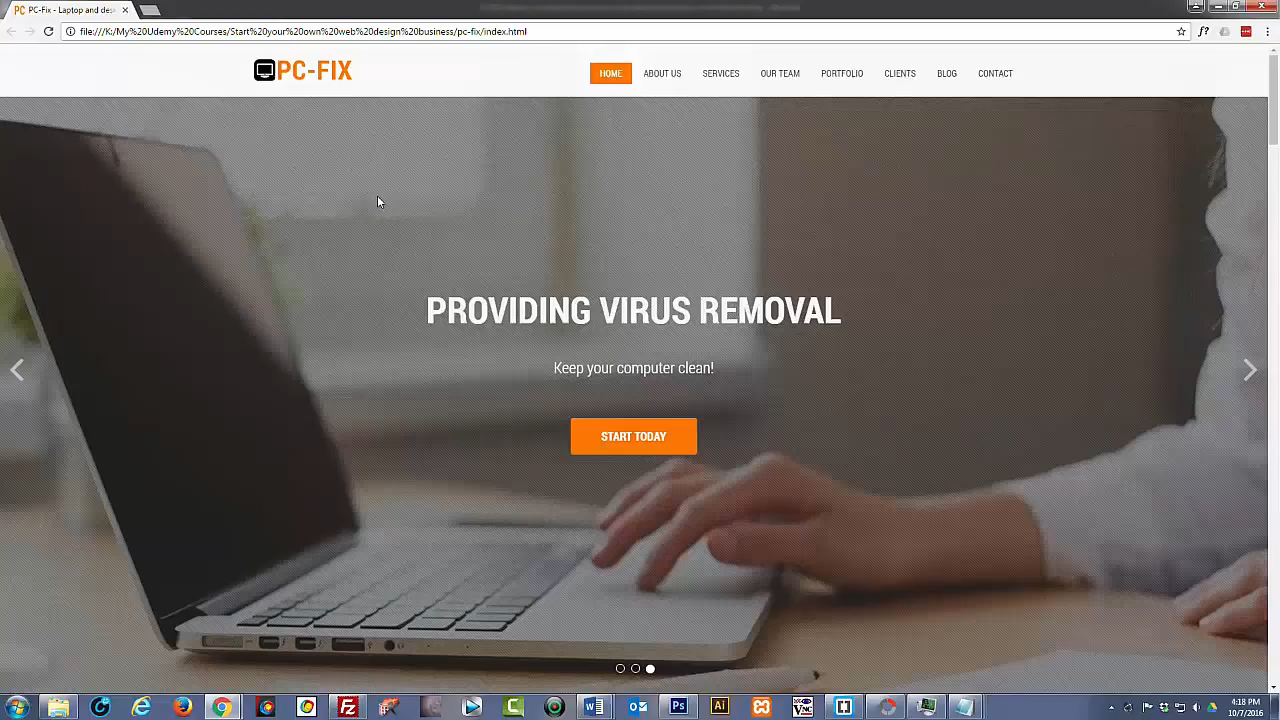 PC PC-Fix - Laptop and des
file:///K:/My%20Udemy%20Courses/Start%20your%20own%20web%20design%20business/pc-fix/index.html
f?
PC-FIX
HOME ABOUT US SERVICES OUR TEAM PORTFOLIO CLIENTS BLOG CONTACT
PROVIDING VIRUS REMOVAL
Keep your computer clean!
START TODAY
4:18 PM
10/7/2016